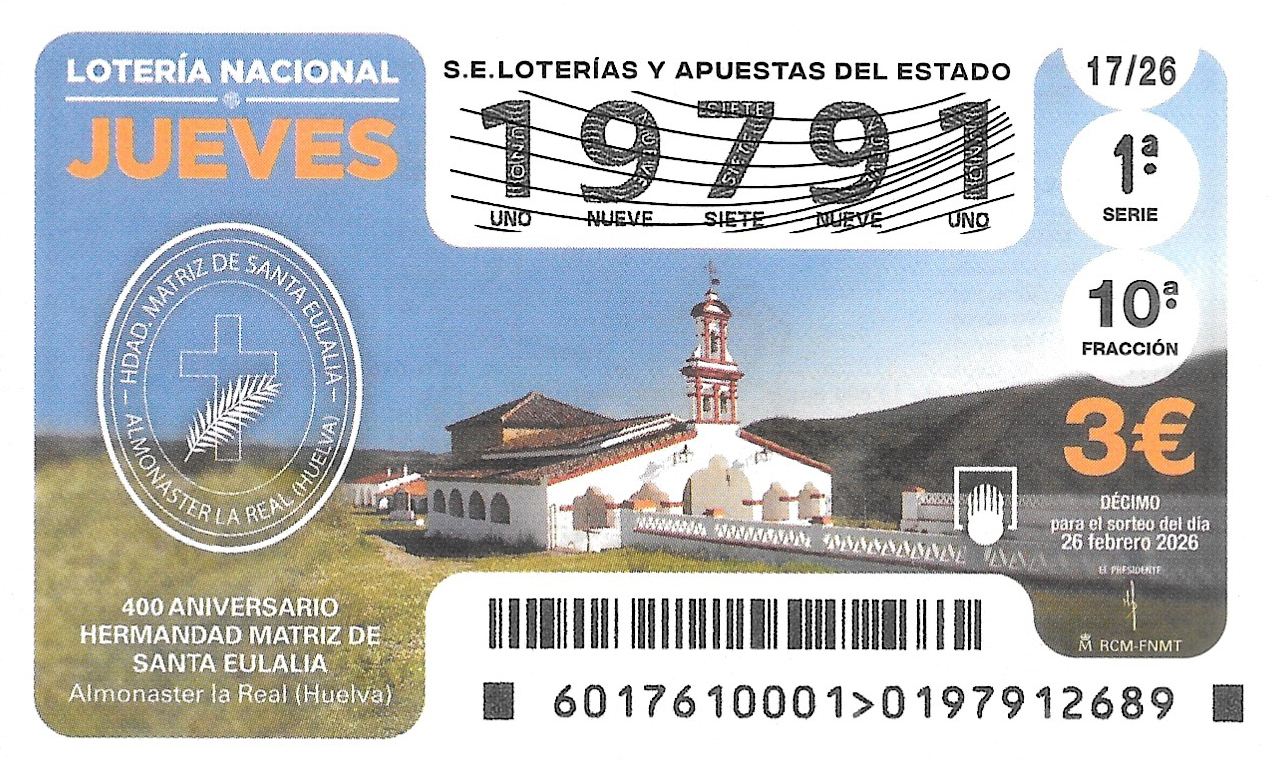 LOTERÍA NACIONAL
JUEVES
HDAD. MATRIZ DE SANTA EULALIA
ALMONASTER LA REAL (HUELVA)
400 ANIVERSARIO
HERMANDAD MATRIZ DE
SANTA EULALIA
Almonaster la Real (Huelva)
S.E.LOTERÍAS Y APUESTAS DEL ESTADO
19791
UNO NUEVE SIETE NUEVE UNO
17/26
1ª
SERIE
10ª
FRACCIÓN
3€
DÉCIMO
para el sorteo del día
26 febrero 2026
EL PRESIDENTE
RCM-FNMT
6017610001>0197912689